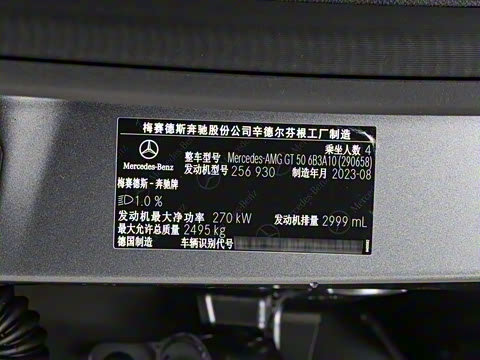 梅赛德斯奔驰股份公司辛德尔芬根工厂制造
乘坐人数 4
整车型号 Mercedes-AMG GT 50 6B3A10 (290658)
Mercedes-Benz 发动机型号 256 930 制造年月 2023-08
梅赛德斯-奔驰牌
1.0 %
发动机最大净功率 270 kW 发动机排量 2999 mL
最大允许总质量 2495 kg
德国制造 车辆识别代号